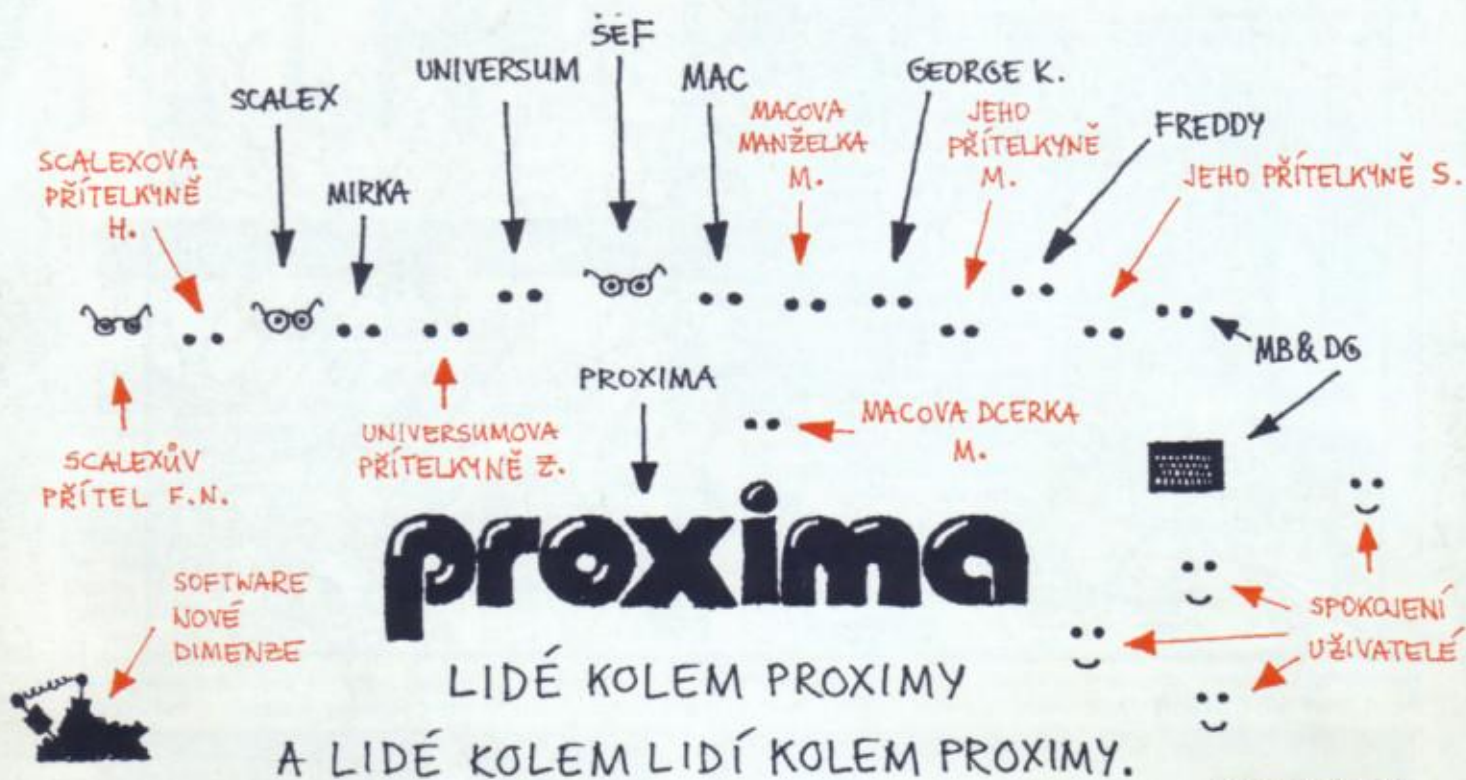 ŠÉF
UNIVERSUM
MAC
GEORGE K.
SCALEX
MACOVA
MANŽELKA
M.
JEHO
PŘÍTELKYNĚ
M.
FREDDY
SCALEXOVA
PŘÍTELKYNĚ
H.
MIRKA
JEHO PŘÍTELKYNĚ S.
MB & DG
PROXIMA
SCALEXŮV
PŘÍTEL F.N.
UNIVERSUMOVA
PŘÍTELKYNĚ Z.
MACOVA DCERKA
M.
proxima
SOFTWARE
NOVÉ
DIMENZE
SPOKOJENÍ
UŽIVATELÉ
LIDÉ KOLEM PROXIMY
A LIDÉ KOLEM LIDÍ KOLEM PROXIMY.